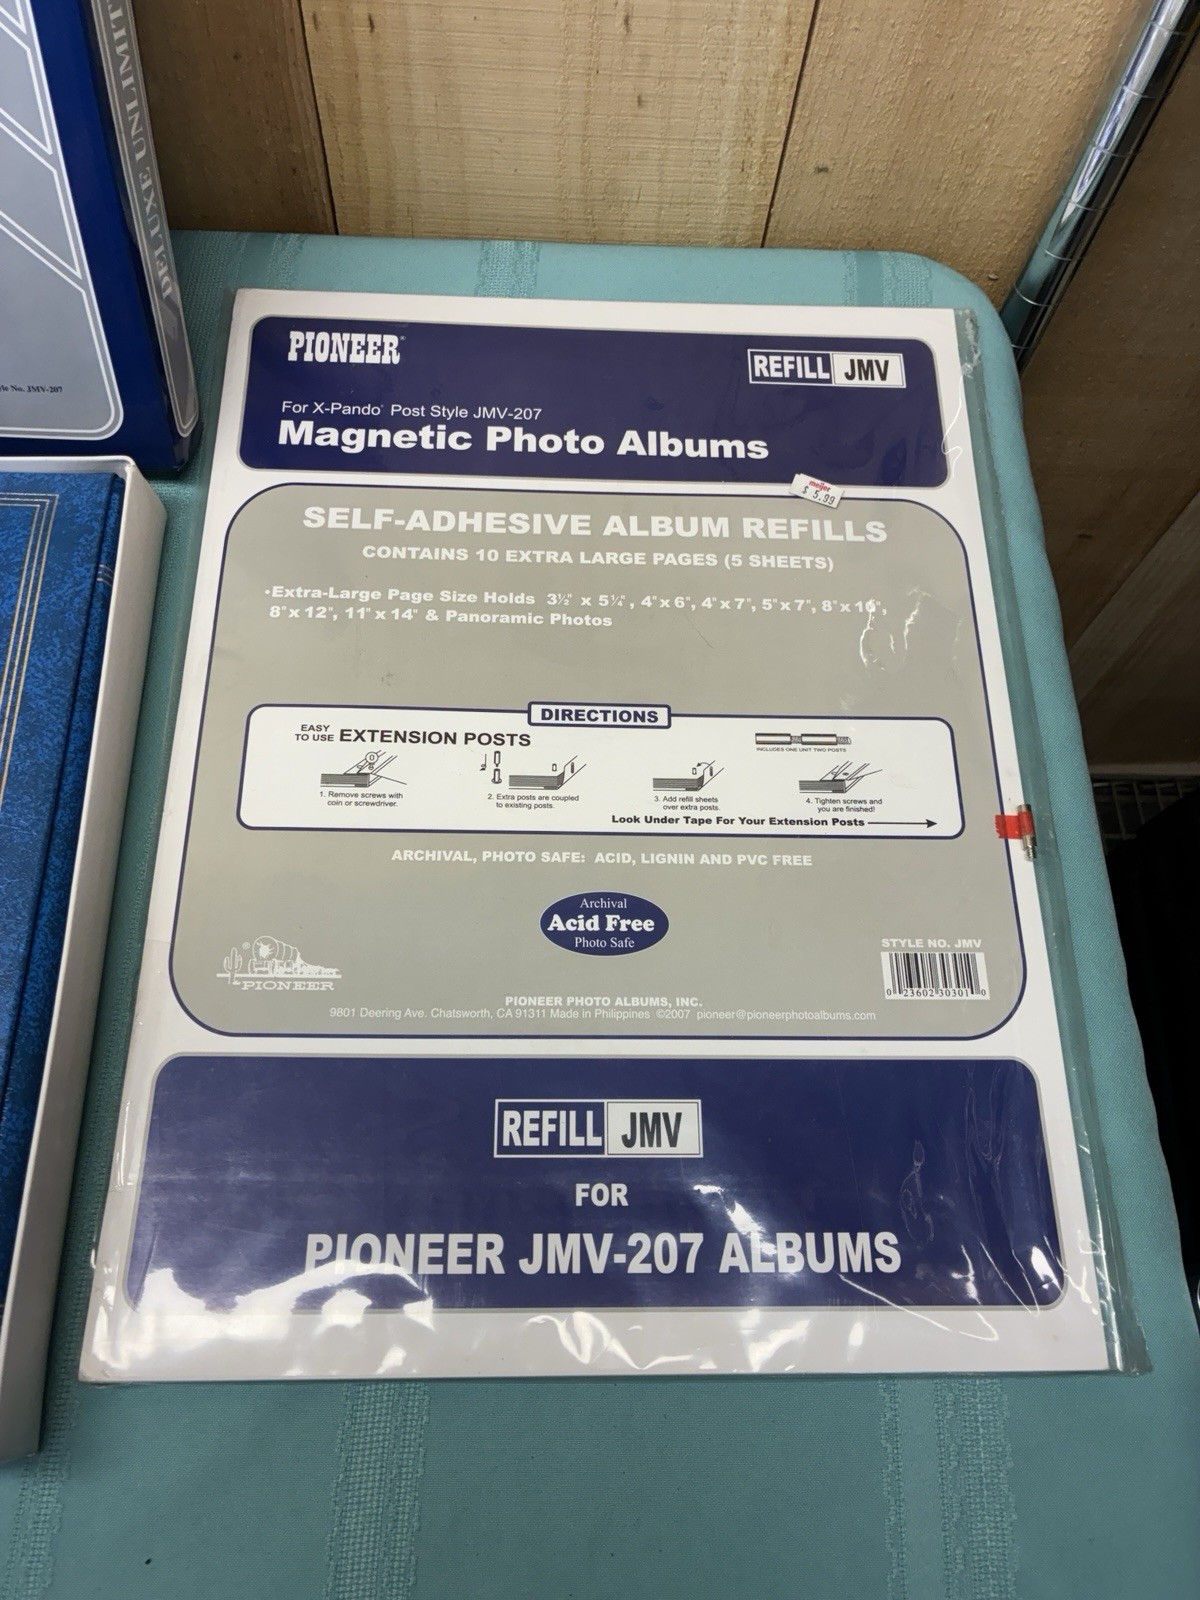 DELUXE UNLIMIT
le No. JMV-207
PIONEER®
REFILL JMV
For X-Pando® Post Style JMV-207
Magnetic Photo Albums
meijer
$ 5.99
SELF-ADHESIVE ALBUM REFILLS
CONTAINS 10 EXTRA LARGE PAGES (5 SHEETS)
•Extra-Large Page Size Holds 3½" x 5¼", 4"x 6", 4"x 7", 5"x 7", 8"x 10",
8"x 12", 11"x 14" & Panoramic Photos
DIRECTIONS
EASY
TO USE EXTENSION POSTS
INCLUDES ONE UNIT TWO POSTS
1. Remove screws with
coin or screwdriver.
2. Extra posts are coupled
to existing posts.
3. Add refill sheets
over extra posts.
4. Tighten screws and
you are finished!
Look Under Tape For Your Extension Posts
ARCHIVAL, PHOTO SAFE: ACID, LIGNIN AND PVC FREE
Archival
Acid Free
Photo Safe
®
PIONEER
STYLE NO. JMV
0 23602 30301 0
PIONEER PHOTO ALBUMS, INC.
9801 Deering Ave. Chatsworth, CA 91311 Made in Philippines ©2007 pioneer@pioneerphotoalbums.com
REFILL JMV
FOR
PIONEER JMV-207 ALBUMS